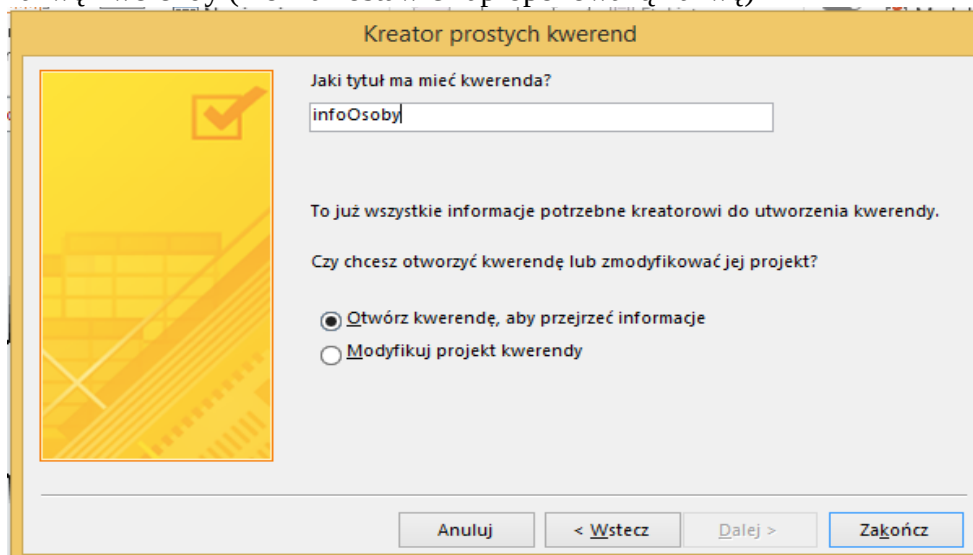 Kreator prostych kwerend
Jaki tytuł ma mieć kwerenda?
infoOsoby
To już wszystkie informacje potrzebne kreatorowi do utworzenia kwerendy.
Czy chcesz otworzyć kwerendę lub zmodyfikować jej projekt?
Otwórz kwerendę, aby przejrzeć informacje
Modyfikuj projekt kwerendy
Anuluj
< Wstecz
Dalej >
Zakończ